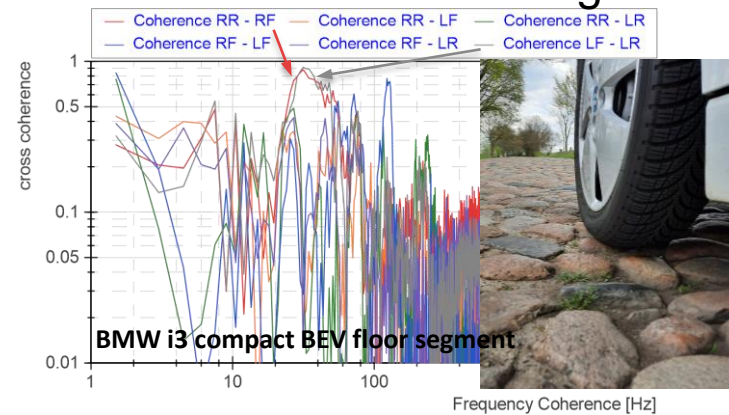 Coherence RR - RF Coherence RR - LF Coherence RR - LR
Coherence RF - LF Coherence RF - LR Coherence LF - LR
cross coherence
1
0.5
0.1
0.05
0.01
BMW i3 compact BEV floor segment
1 10 100
Frequency Coherence [Hz]